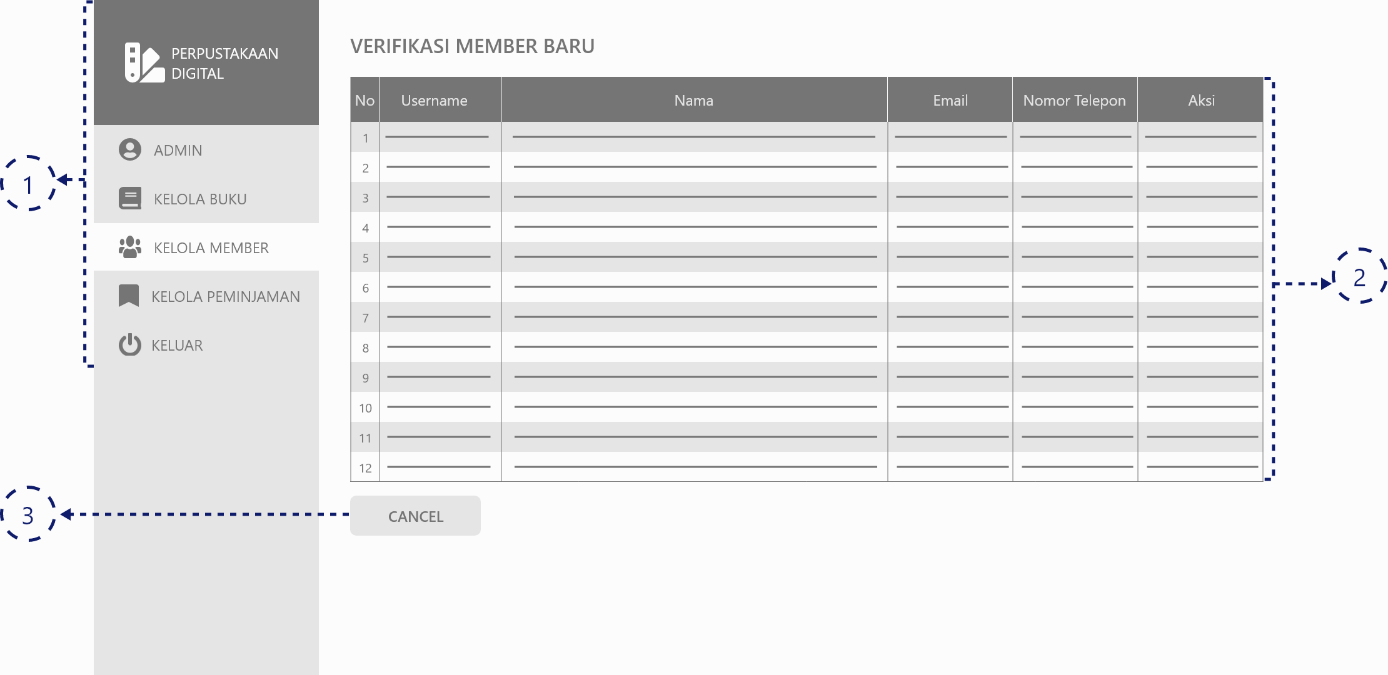 PERPUSTAKAAN
DIGITAL
ADMIN
KELOLA BUKU
KELOLA MEMBER
KELOLA PEMINJAMAN
KELUAR
1
3
VERIFIKASI MEMBER BARU
No Username Nama Email Nomor Telepon Aksi
1
2
3
4
5
6
7
8
9
10
11
12
CANCEL
2